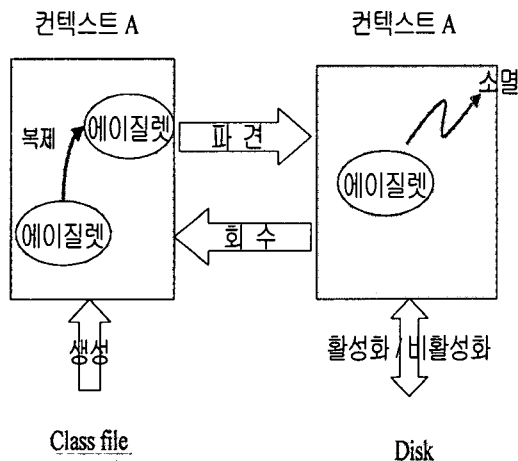 컨텍스트 A
컨텍스트 A
소멸
에이질렛
복제
파 견
에이질렛
에이질렛
회 수
생성
활성화 / 비활성화
Class file
Disk